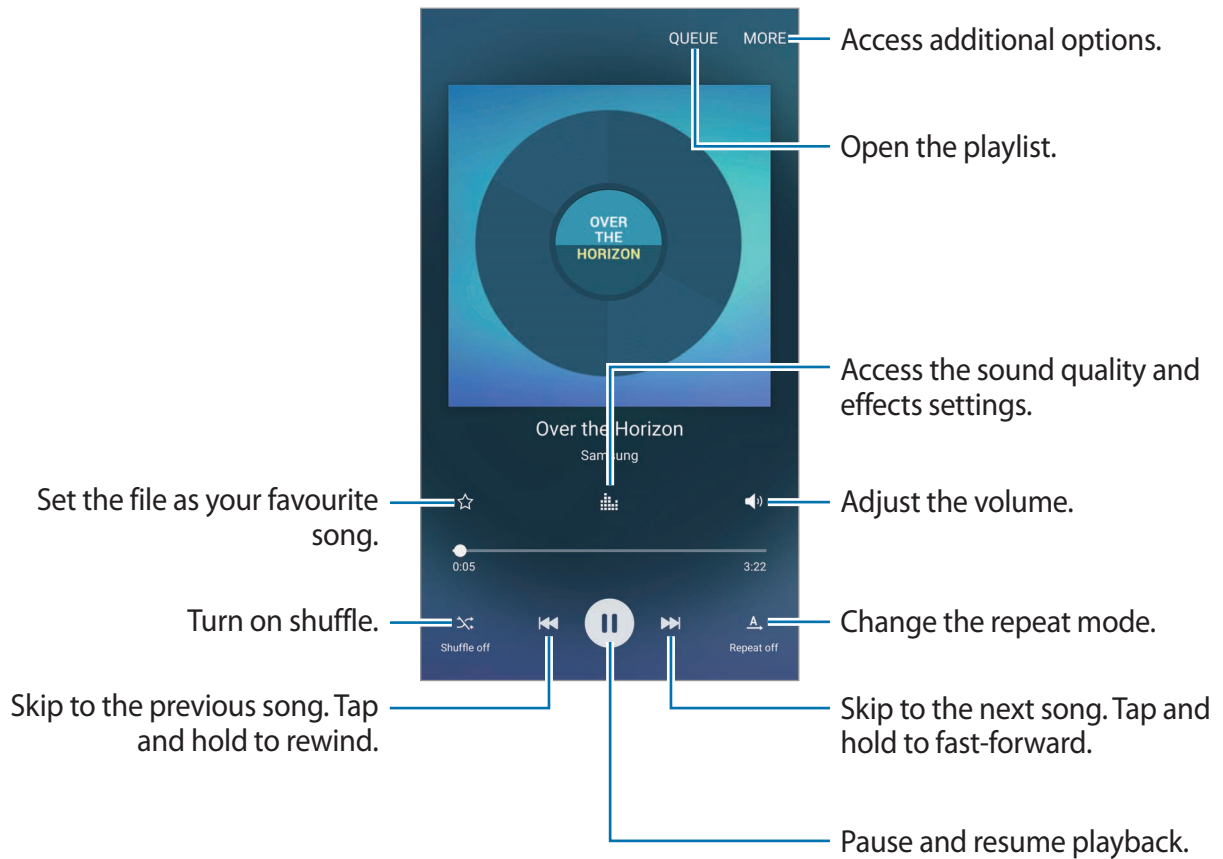 QUEUE MORE
Access additional options.
Open the playlist.
OVER
THE
HORIZON
Access the sound quality and
effects settings.
Over the Horizon
Samsung
Set the file as your favourite
song.
Adjust the volume.
0:05 3:22
Turn on shuffle.
A
Change the repeat mode.
Shuffle off
Repeat off
Skip to the previous song. Tap
and hold to rewind.
Skip to the next song. Tap and
hold to fast-forward.
Pause and resume playback.